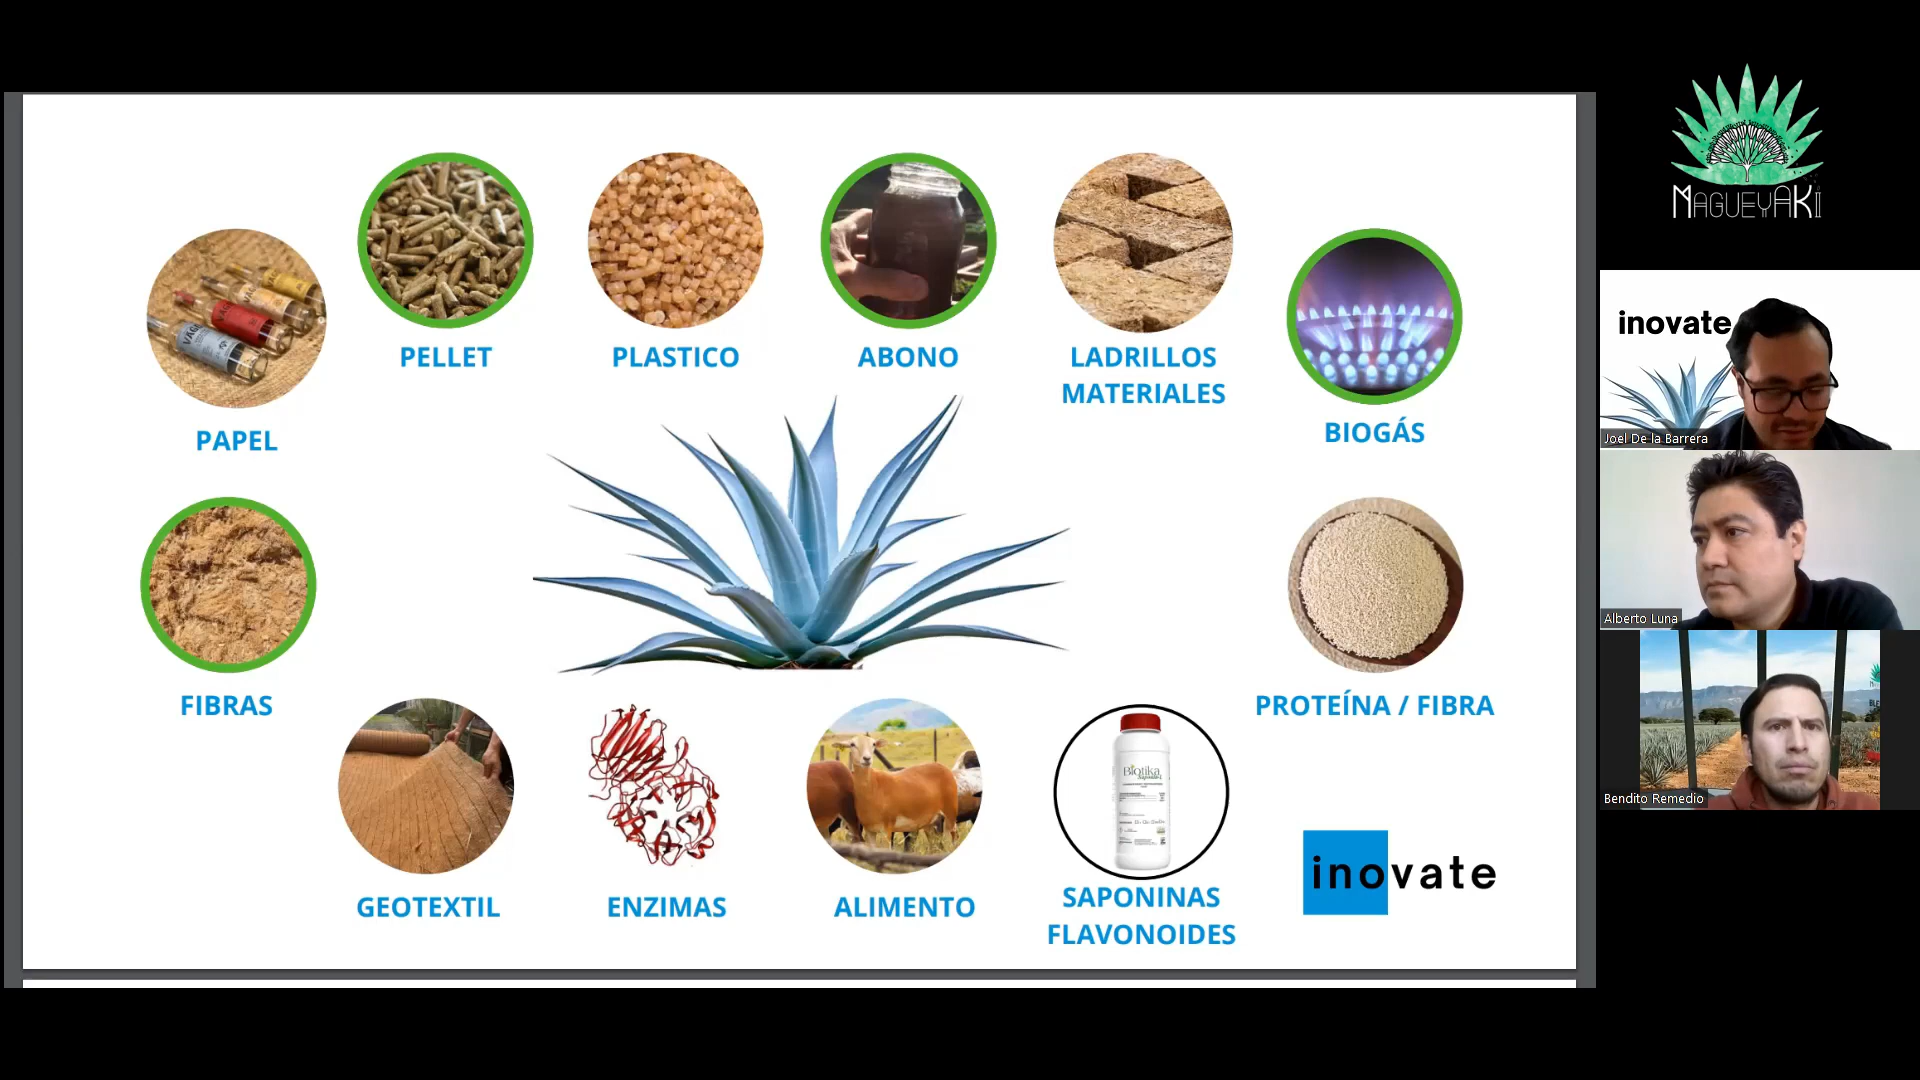 PELLET
PLASTICO
ABONO
LADRILLOS
MATERIALES
BIOGÁS
PAPEL
FIBRAS
PROTEÍNA / FIBRA
GEOTEXTIL
ENZIMAS
ALIMENTO
Biotika
SAPONINAS
FLAVONOIDES
inovate
MAGUEYAKI
inovate
Joel De la Barrera
Alberto Luna
Bendito Remedio